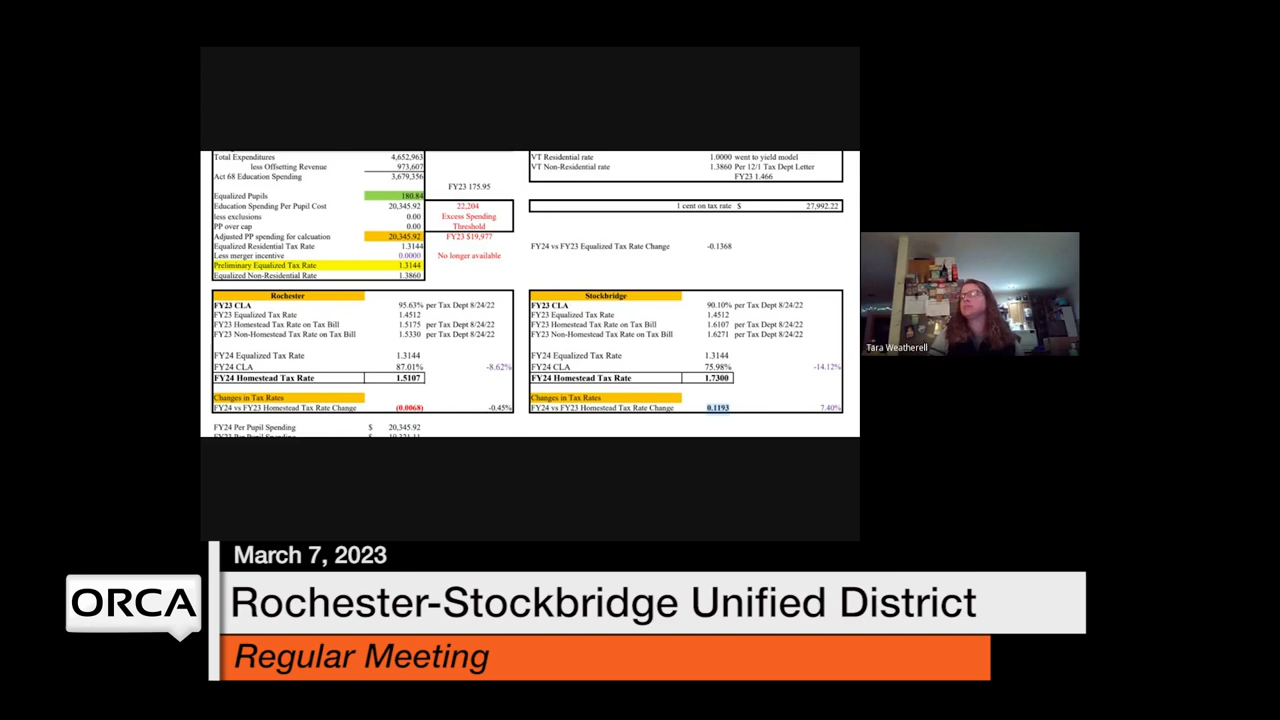 Total Expenditures 4,652,963
less Offsetting Revenue 973,607
Act 68 Education Spending 3,679,356
FY23 175.95
Equalized Pupils 180.84
Education Spending Per Pupil Cost 20,345.92 22,204
less exclusions 0.00 Excess Spending
PP over cap 0.00 Threshold
Adjusted PP spending for calcuation 20,345.92 FY23 $19,977
Equalized Residential Tax Rate 1.3144
Less merger incentive 0.0000 No longer available
Preliminary Equalized Tax Rate 1.3144
Equalized Non-Residential Rate 1.3860
VT Residential rate 1.0000 went to yield model
VT Non-Residential rate 1.3860 Per 12/1 Tax Dept Letter
FY23 1.466
1 cent on tax rate $ 27,992.22
FY24 vs FY23 Equalized Tax Rate Change -0.1368
Rochester
FY23 CLA 95.63% per Tax Dept 8/24/22
FY23 Equalized Tax Rate 1.4512
FY23 Homestead Tax Rate on Tax Bill 1.5175 per Tax Dept 8/24/22
FY23 Non-Homestead Tax Rate on Tax Bill 1.5330 per Tax Dept 8/24/22
FY24 Equalized Tax Rate 1.3144
FY24 CLA 87.01% -8.62%
FY24 Homestead Tax Rate 1.5107
Changes in Tax Rates
FY24 vs FY23 Homestead Tax Rate Change (0.0068) -0.45%
Stockbridge
FY23 CLA 90.10% per Tax Dept 8/24/22
FY23 Equalized Tax Rate 1.4512
FY23 Homestead Tax Rate on Tax Bill 1.6107 per Tax Dept 8/24/22
FY23 Non-Homestead Tax Rate on Tax Bill 1.6271 per Tax Dept 8/24/22
FY24 Equalized Tax Rate 1.3144
FY24 CLA 75.98% -14.12%
FY24 Homestead Tax Rate 1.7300
Changes in Tax Rates
FY24 vs FY23 Homestead Tax Rate Change 0.1193 7.40%
FY24 Per Pupil Spending $ 20,345.92
Tara Weatherell
March 7, 2023
ORCA
Rochester-Stockbridge Unified District
Regular Meeting